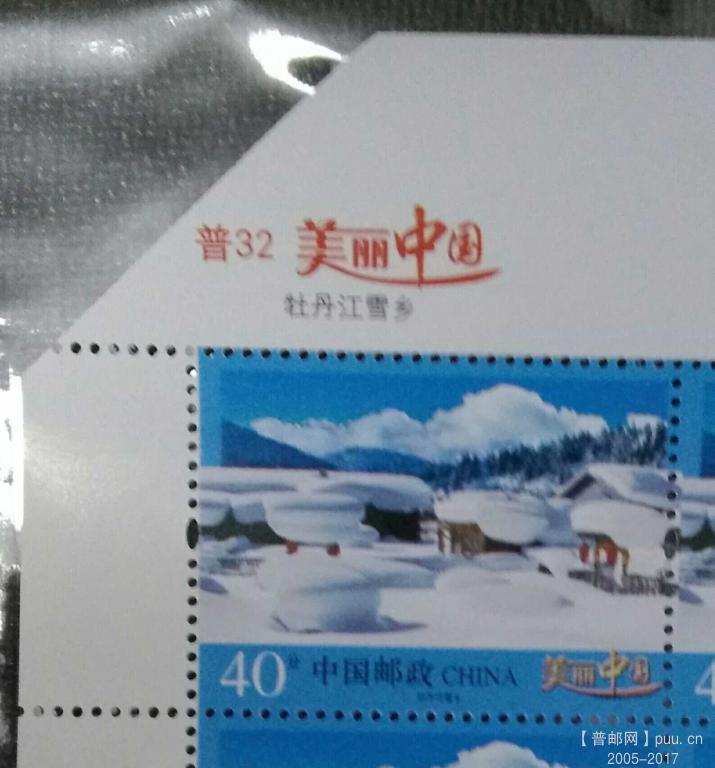 普32 美丽中国
牡丹江雪乡
40分 中国邮政 CHINA 美丽中国
4
【普邮网】puu.cn
2005-2017